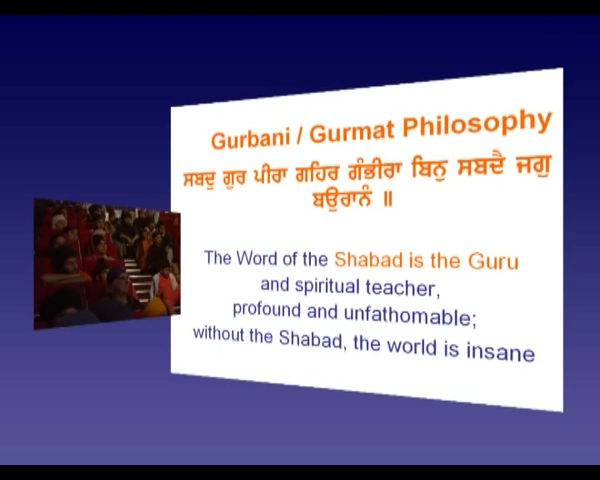 Gurbani / Gurmat Philosophy
ਸਬਦੁ ਗੁਰ ਪੀਰਾ ਗਹਿਰ ਗੰਭੀਰਾ ਬਿਨੁ ਸਬਦੈ ਜਗੁ
ਬਉਰਾਨੰ ॥
The Word of the Shabad is the Guru
and spiritual teacher,
profound and unfathomable;
without the Shabad, the world is insane